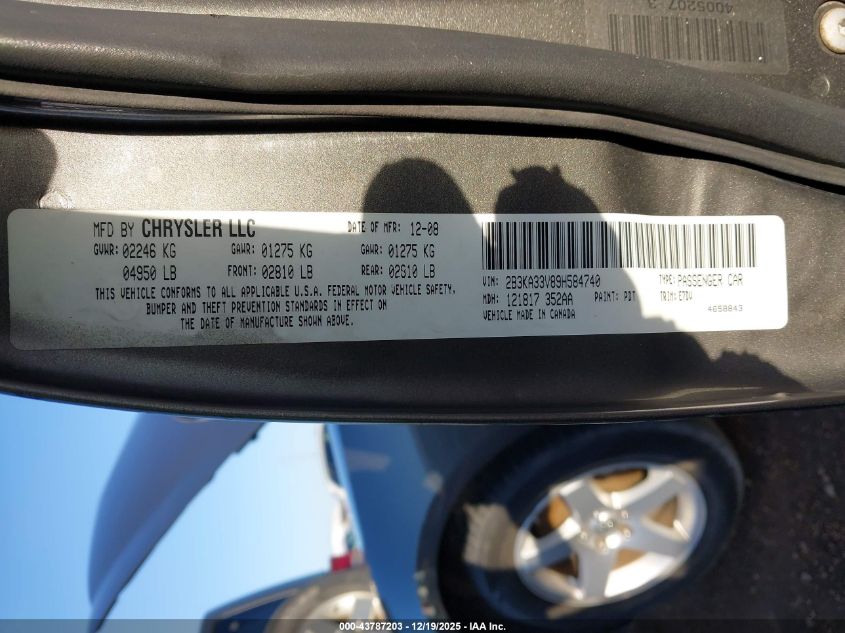 4005207 3
MFD BY CHRYSLER LLC DATE OF MFR: 12-08
GVWR: 02246 KG GAWR: 01275 KG GAWR: 01275 KG
04950 LB FRONT: 02810 LB REAR: 02810 LB
THIS VEHICLE CONFORMS TO ALL APPLICABLE U.S.A. FEDERAL MOTOR VEHICLE SAFETY,
BUMPER AND THEFT PREVENTION STANDARDS IN EFFECT ON
THE DATE OF MANUFACTURE SHOWN ABOVE.
VIN: 2B3KA33V89H584740 TYPE: PASSENGER CAR
MDH: 121817 352AA PAINT: PDT TRIM: E7DV
VEHICLE MADE IN CANADA 4658843
000-43787203 - 12/19/2025 - IAA Inc.